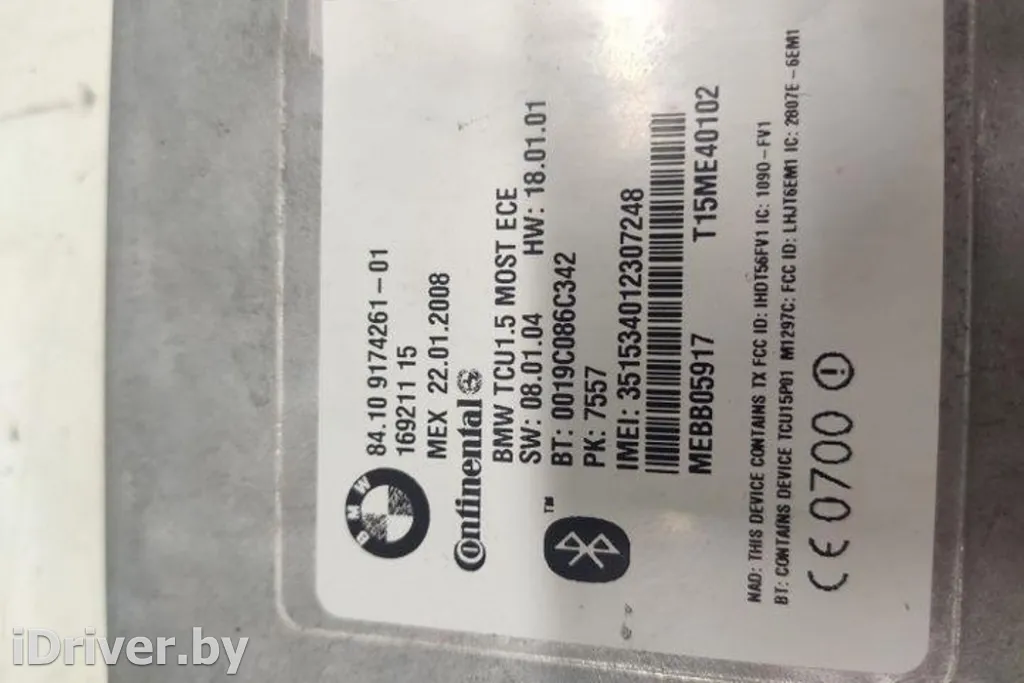 BMW
84.10 9174261-01
169211 15
MEX 22.01.2008
Continental
BMW TCU1.5 MOST ECE
SW: 08.01.04 HW: 18.01.01
BT: 0019C086C342
PK: 7557
IMEI: 351534012307248
MEBB05917 T15ME40102
NAD: THIS DEVICE CONTAINS TX FCC ID: IHDT56FV1 IC: 1090-FV1
BT: CONTAINS DEVICE TCU15P01 M1297C: FCC ID: LHJT6EM1 IC: 2807E-6EM1
CE 0700
TM
iDriver.by